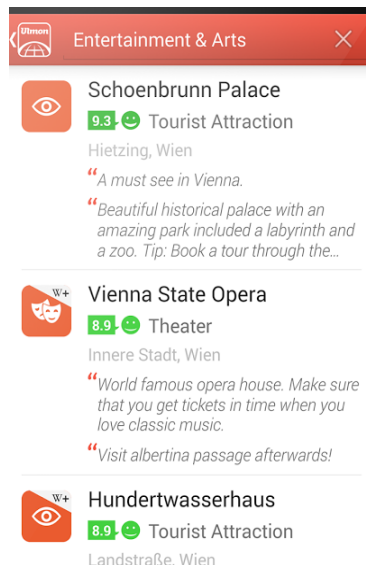 Ulmon
Entertainment & Arts
Schoenbrunn Palace
9.3 Tourist Attraction
Hietzing, Wien
“A must see in Vienna.
“Beautiful historical palace with an
amazing park included a labyrinth and
a zoo. Tip: Book a tour through the…
W+
Vienna State Opera
8.9 Theater
Innere Stadt, Wien
“World famous opera house. Make sure
that you get tickets in time when you
love classic music.
“Visit albertina passage afterwards!
W+
Hundertwasserhaus
8.9 Tourist Attraction
Landstraße, Wien